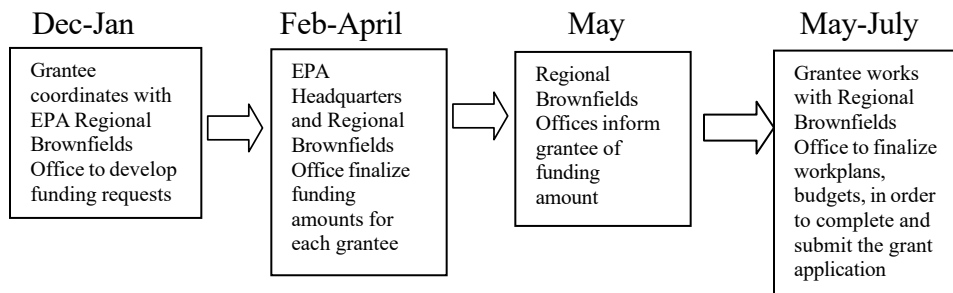 Dec-Jan
Grantee
coordinates with
EPA Regional
Brownfields
Office to develop
funding requests
Feb-April
EPA
Headquarters
and Regional
Brownfields
Office finalize
funding
amounts for
each grantee
May
Regional
Brownfields
Offices inform
grantee of
funding
amount
May-July
Grantee works
with Regional
Brownfields
Office to finalize
workplans,
budgets, in order
to complete and
submit the grant
application